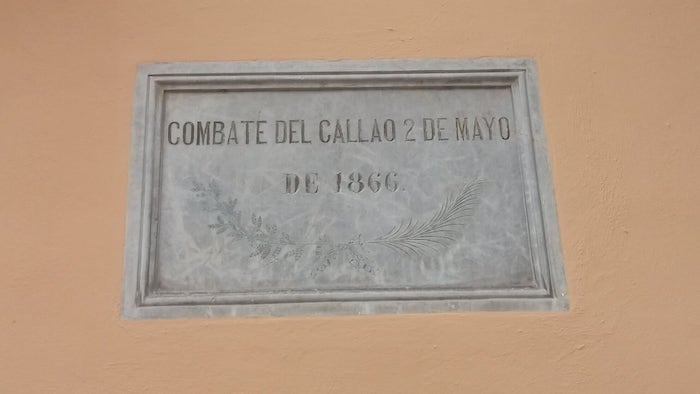 COMBATE DEL CALLAO 2 DE MAYO
DE 1866.